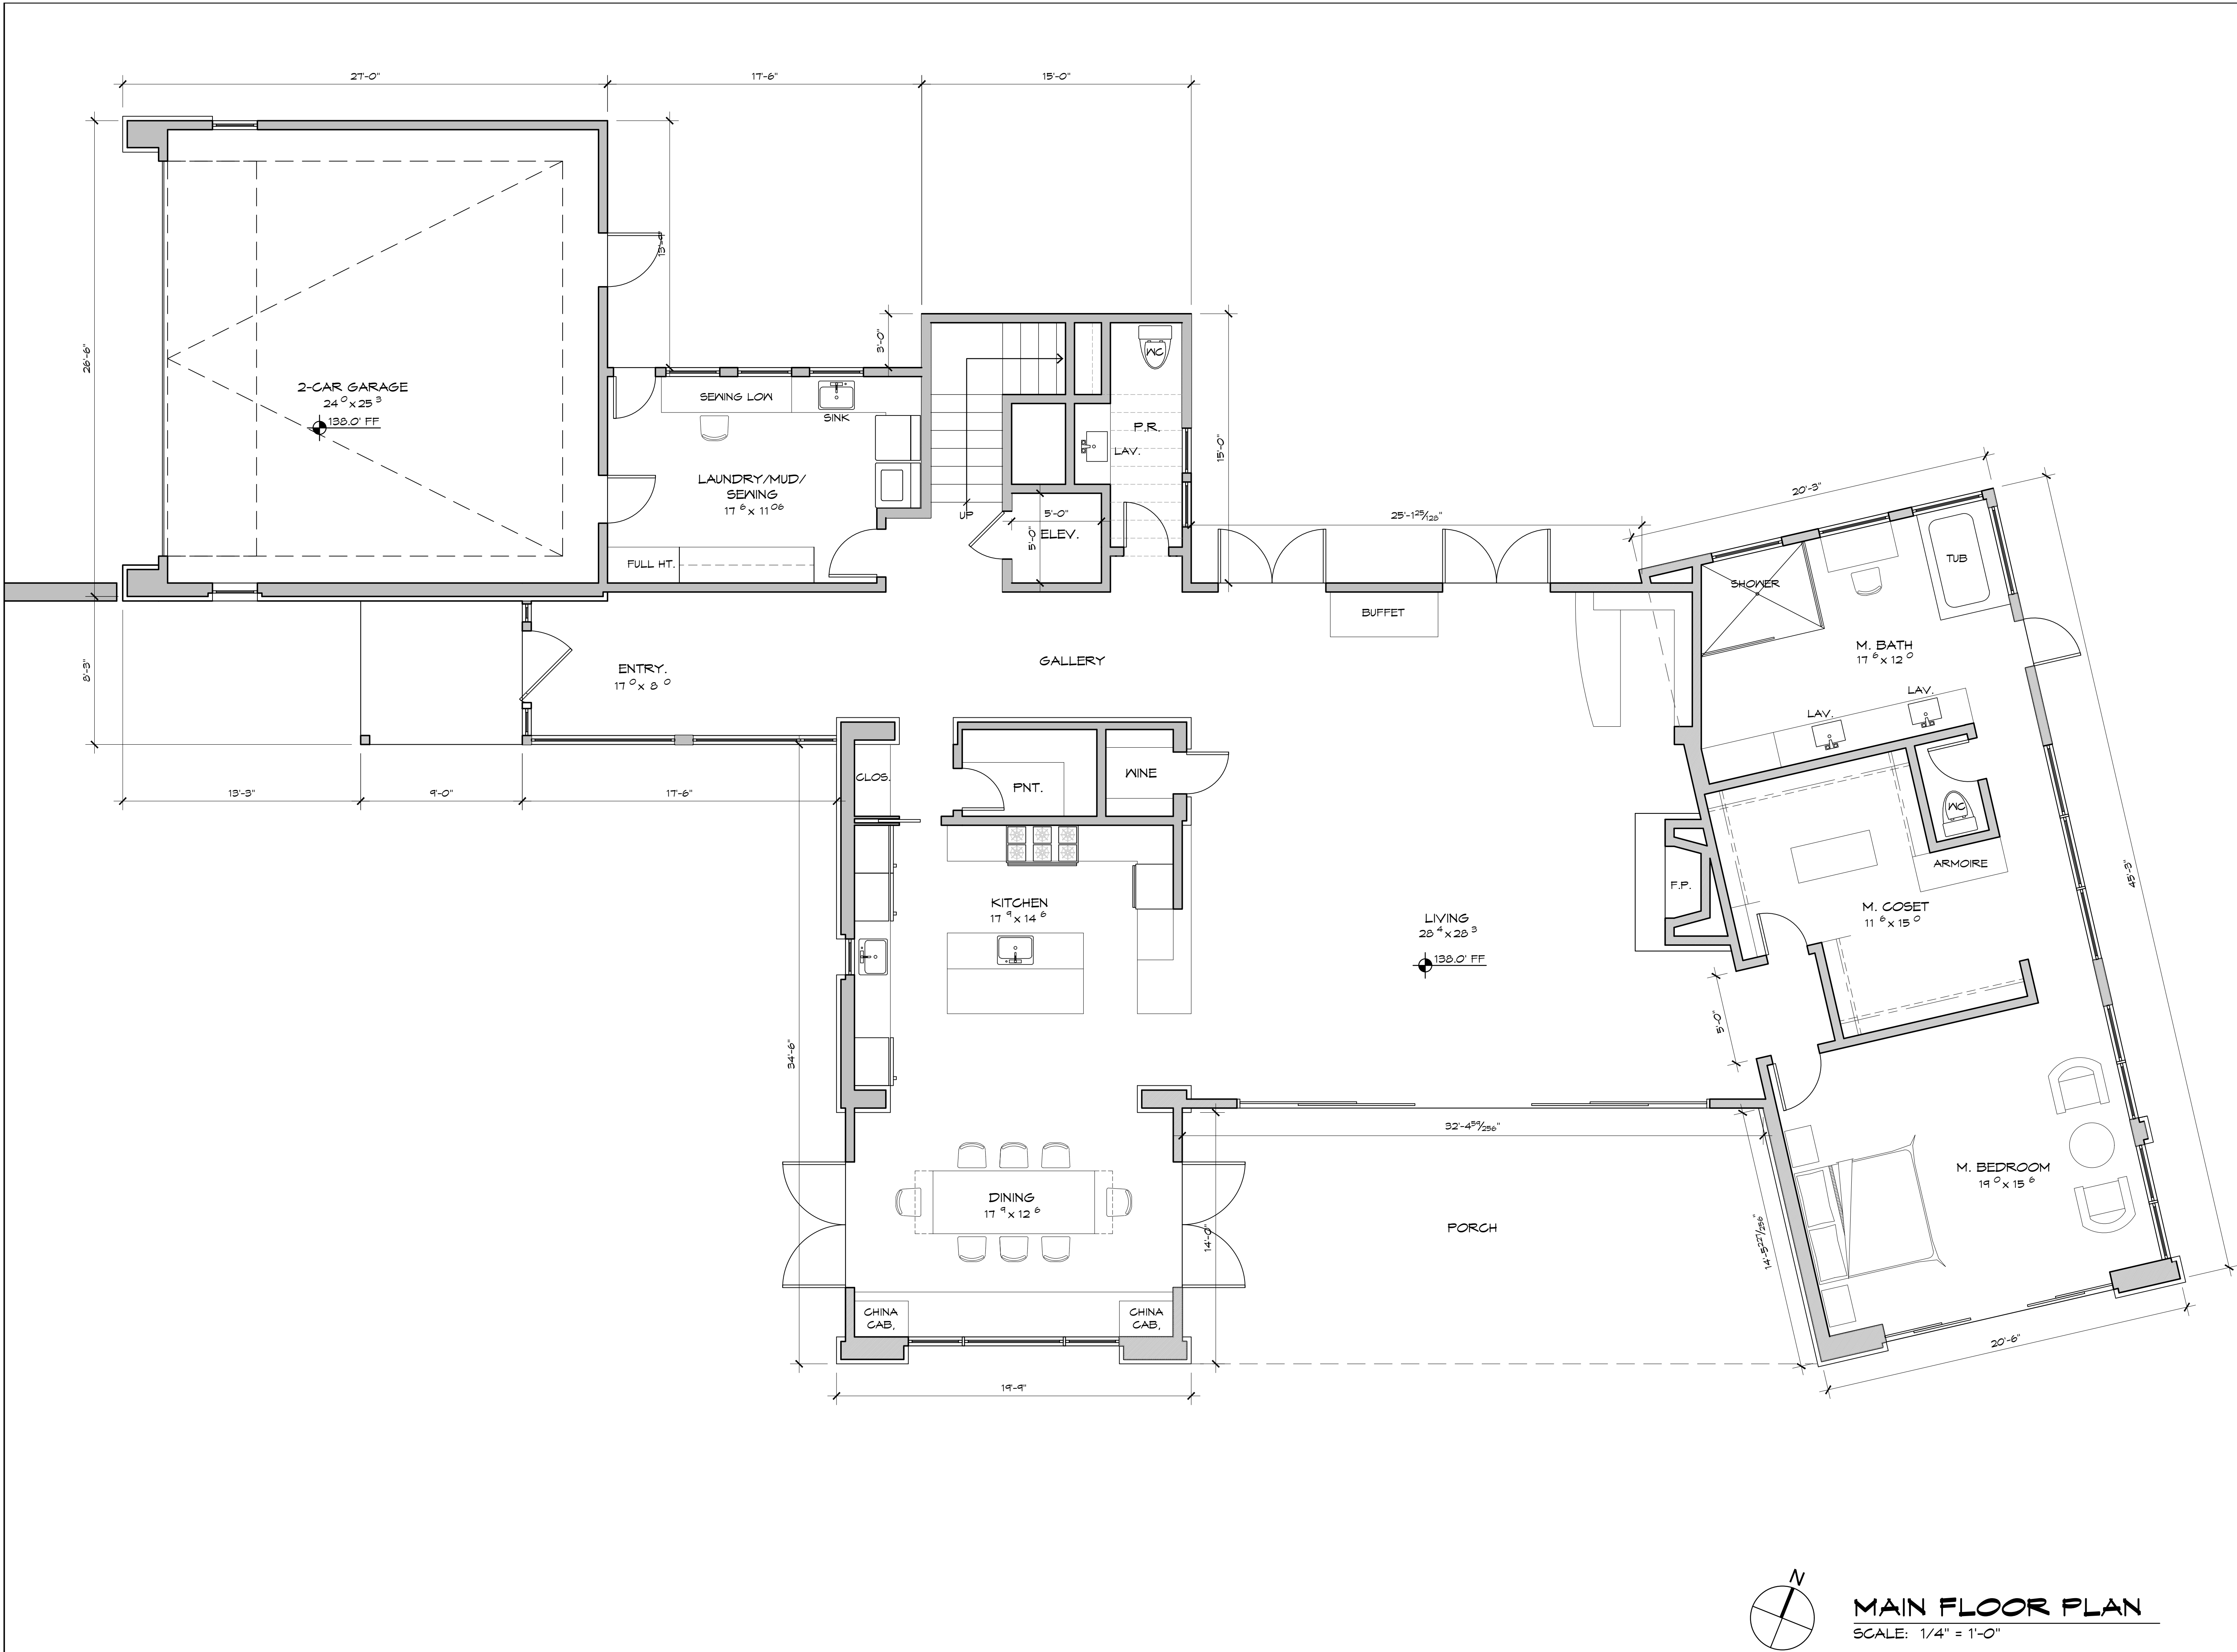 27'-0"
17'-6"
15'-0"
26'-6"
13'-4"
3'-0"
2-CAR GARAGE
24 0 x 25 3
138.0' FF
SEWING LOW
SINK
WC
P.R.
LAV.
15'-0"
LAUNDRY/MUD/
SEWING
17 6 x 11 06
UP
5'-0"
5'-0"
ELEV.
FULL HT.
25'-1 25/128"
20'-3"
SHOWER
TUB
BUFFET
8'-3"
ENTRY.
17 0 x 8 0
GALLERY
M. BATH
17 6 x 12 0
LAV.
LAV.
13'-3"
9'-0"
17'-6"
CLOS.
PNT.
WINE
WC
ARMOIRE
45'-3"
F.P.
KITCHEN
17 9 x 14 6
LIVING
28 4 x 28 3
138.0' FF
M. COSET
11 6 x 15 0
5'-0"
34'-6"
32'-4 59/256"
DINING
17 9 x 12 6
14'-0"
PORCH
14'-5 227/256"
M. BEDROOM
19 0 x 15 6
CHINA
CAB,
CHINA
CAB,
19'-9"
20'-6"
N
MAIN FLOOR PLAN
SCALE: 1/4" = 1'-0"